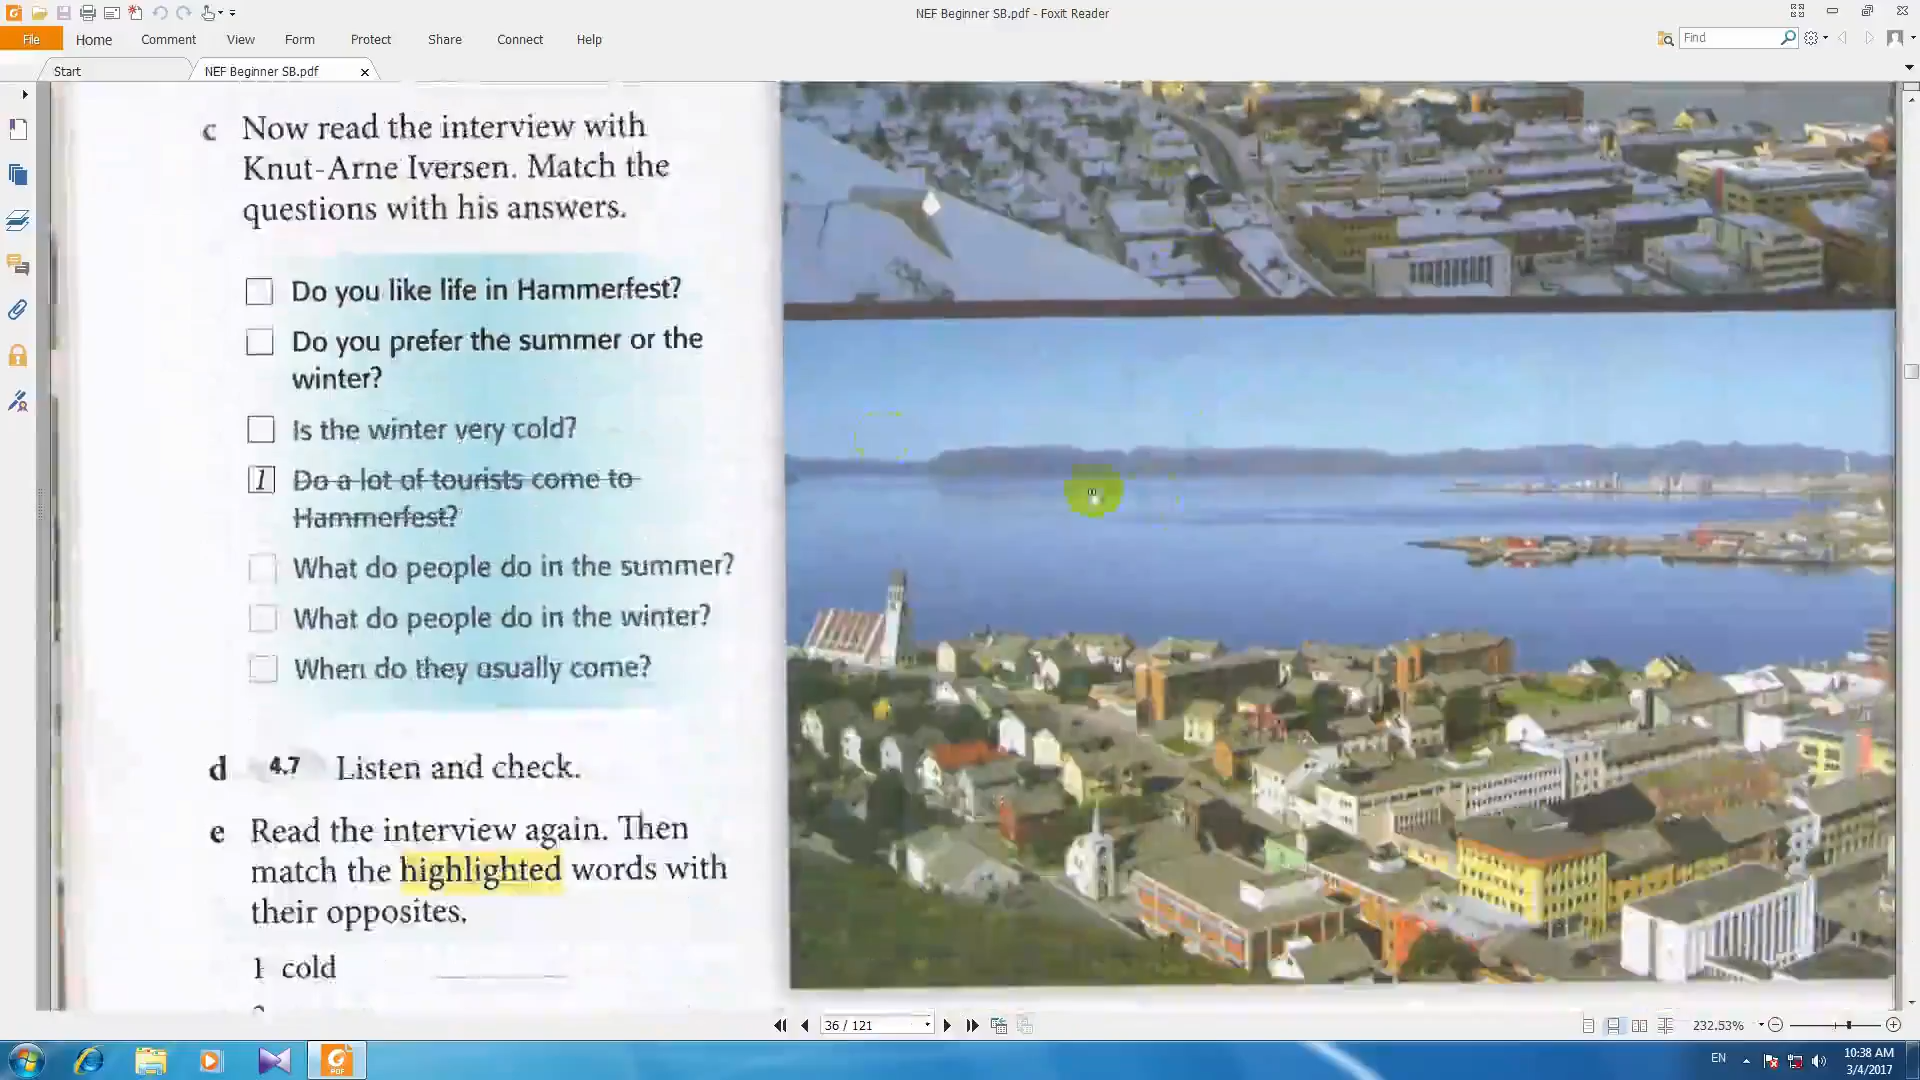 NEF Beginner SB.pdf - Foxit Reader
File Home Comment View Form Protect Share Connect Help
Find
Start NEF Beginner SB.pdf
c Now read the interview with
Knut-Arne Iversen. Match the
questions with his answers.
Do you like life in Hammerfest?
Do you prefer the summer or the
winter?
Is the winter very cold?
1 Do a lot of tourists come to
Hammerfest?
What do people do in the summer?
What do people do in the winter?
When do they usually come?
d 4.7 Listen and check.
e Read the interview again. Then
match the highlighted words with
their opposites.
1 cold
36 / 121
232.53%
EN
10:38 AM
3/4/2017